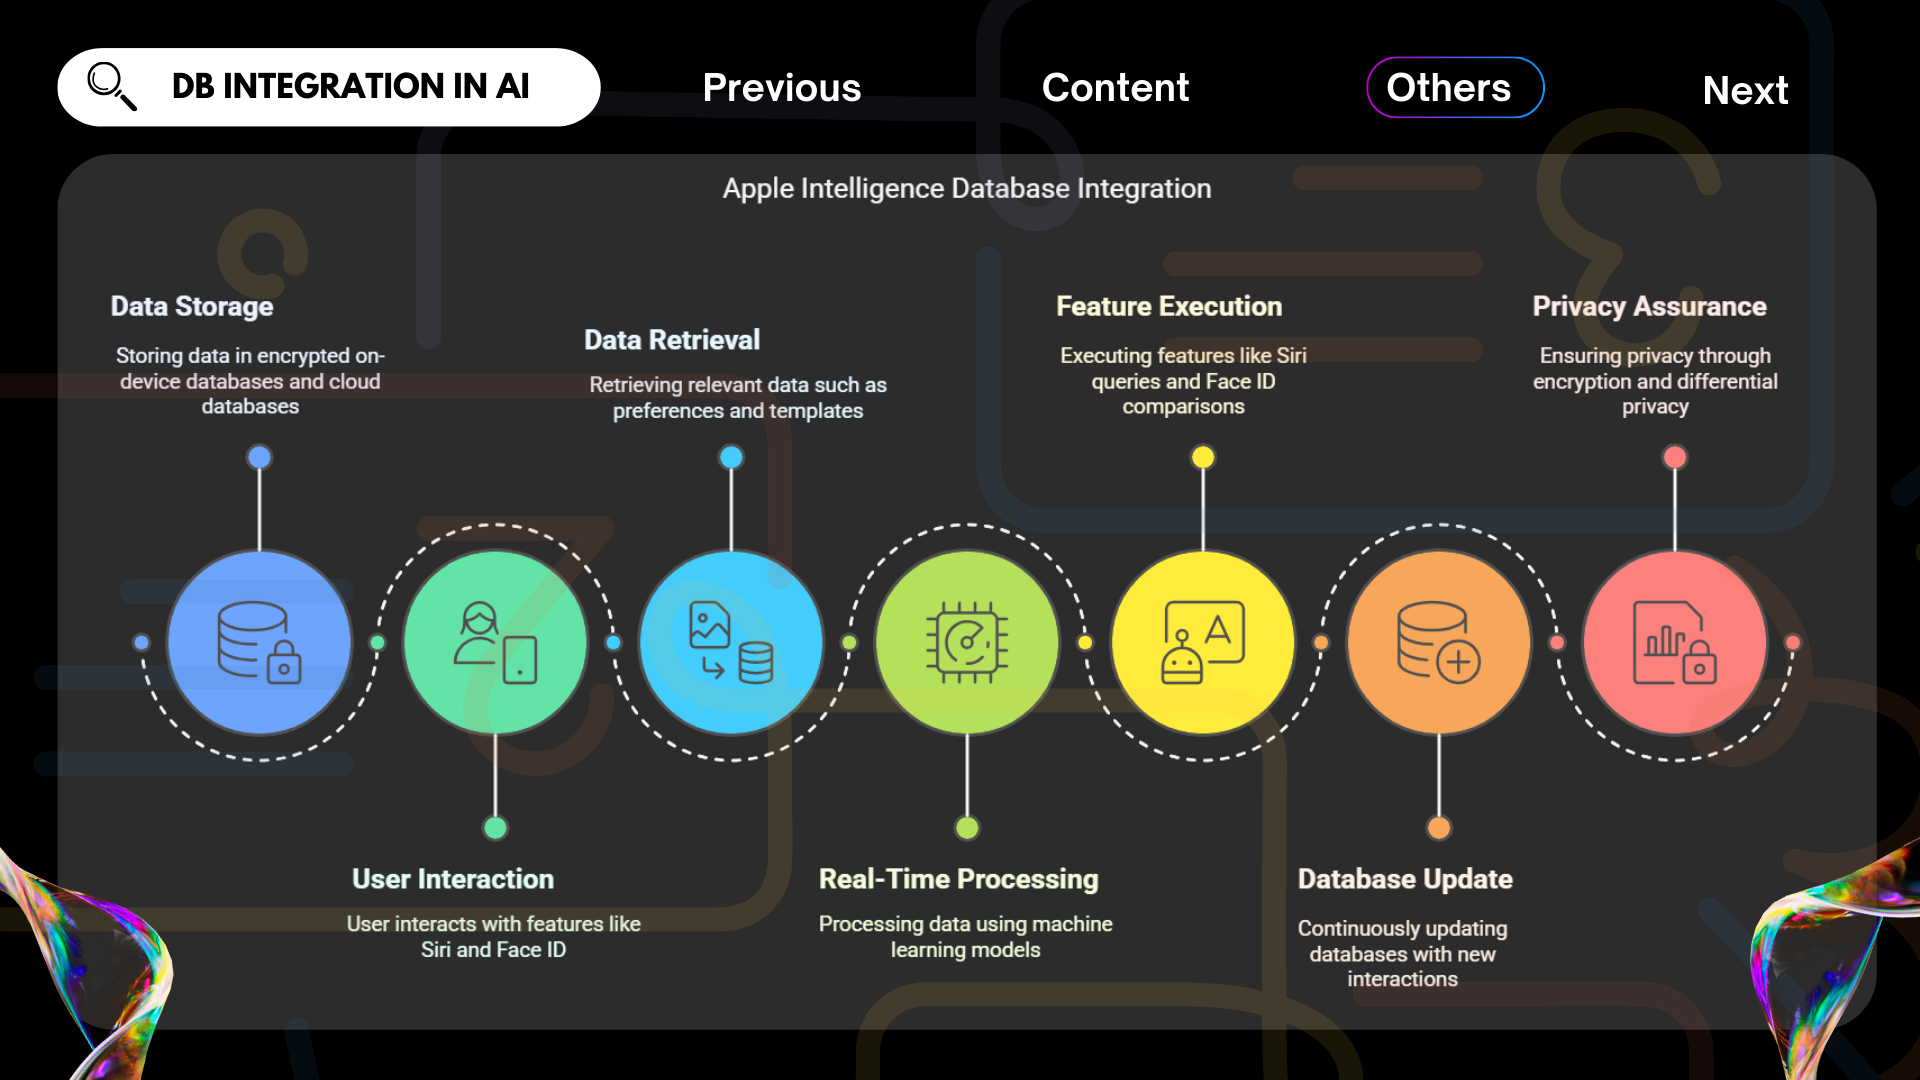 DB INTEGRATION IN AI
Previous
Content
Others
Next
Apple Intelligence Database Integration
Data Storage
Storing data in encrypted on-
device databases and cloud
databases
Data Retrieval
Retrieving relevant data such as
preferences and templates
Feature Execution
Executing features like Siri
queries and Face ID
comparisons
Privacy Assurance
Ensuring privacy through
encryption and differential
privacy
A
User Interaction
User interacts with features like
Siri and Face ID
Real-Time Processing
Processing data using machine
learning models
Database Update
Continuously updating
databases with new
interactions